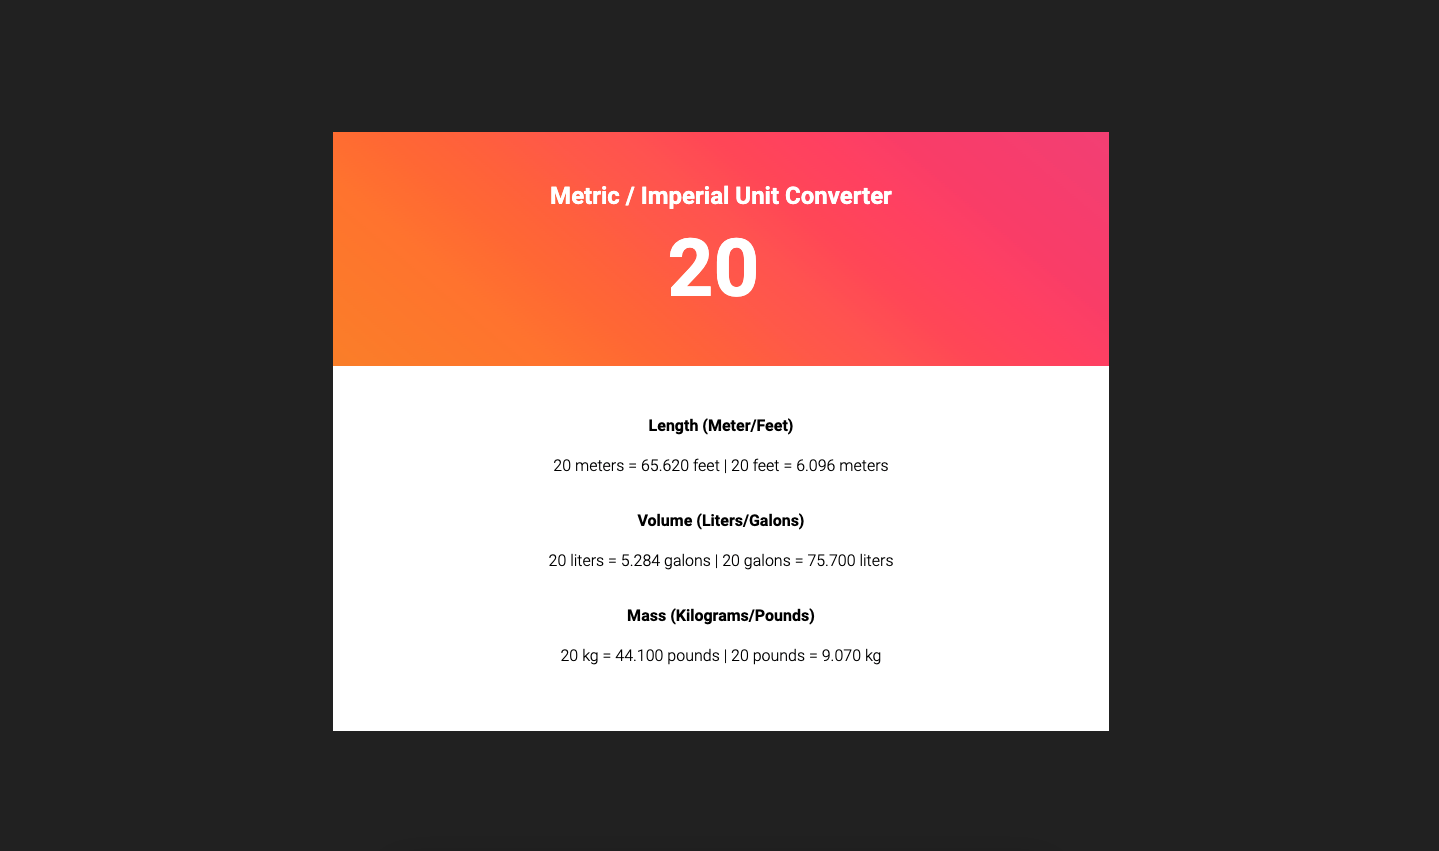 Metric / Imperial Unit Converter
20
Length (Meter/Feet)
20 meters = 65.620 feet | 20 feet = 6.096 meters
Volume (Liters/Galons)
20 liters = 5.284 galons | 20 galons = 75.700 liters
Mass (Kilograms/Pounds)
20 kg = 44.100 pounds | 20 pounds = 9.070 kg